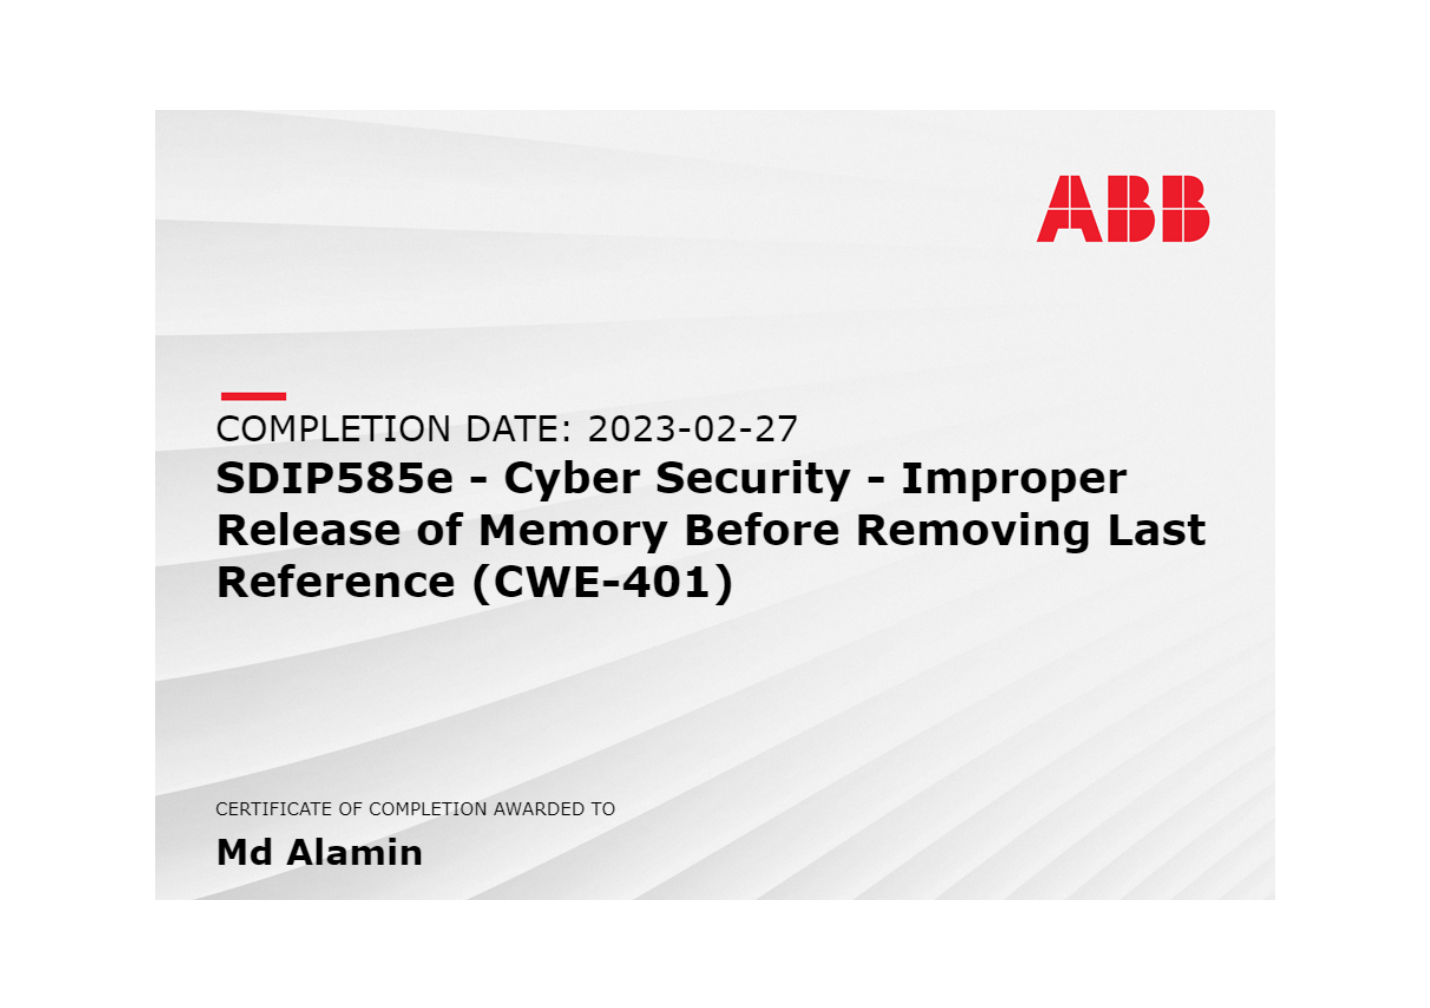 ABB
COMPLETION DATE: 2023-02-27
SDIP585e - Cyber Security - Improper
Release of Memory Before Removing Last
Reference (CWE-401)
CERTIFICATE OF COMPLETION AWARDED TO
Md Alamin